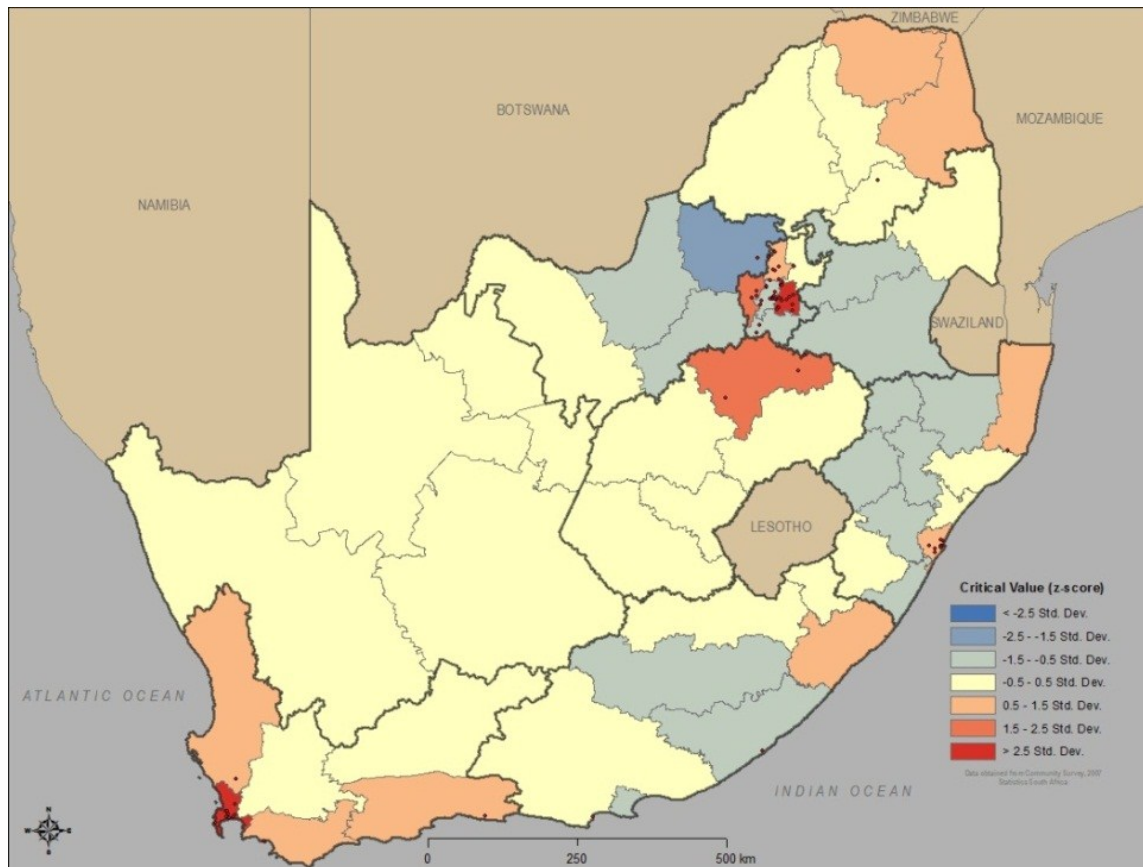 ZIMBABWE
BOTSWANA
MOZAMBIQUE
NAMIBIA
SWAZILAND
LESOTHO
ATLANTIC OCEAN
INDIAN OCEAN
Critical Value (z-score)
< -2.5 Std. Dev.
-2.5 - -1.5 Std. Dev.
-1.5 - -0.5 Std. Dev.
-0.5 - 0.5 Std. Dev.
0.5 - 1.5 Std. Dev.
1.5 - 2.5 Std. Dev.
> 2.5 Std. Dev.
Data obtained from Community Survey, 2007
Statistics South Africa
N
W E
S
0 250 500 km